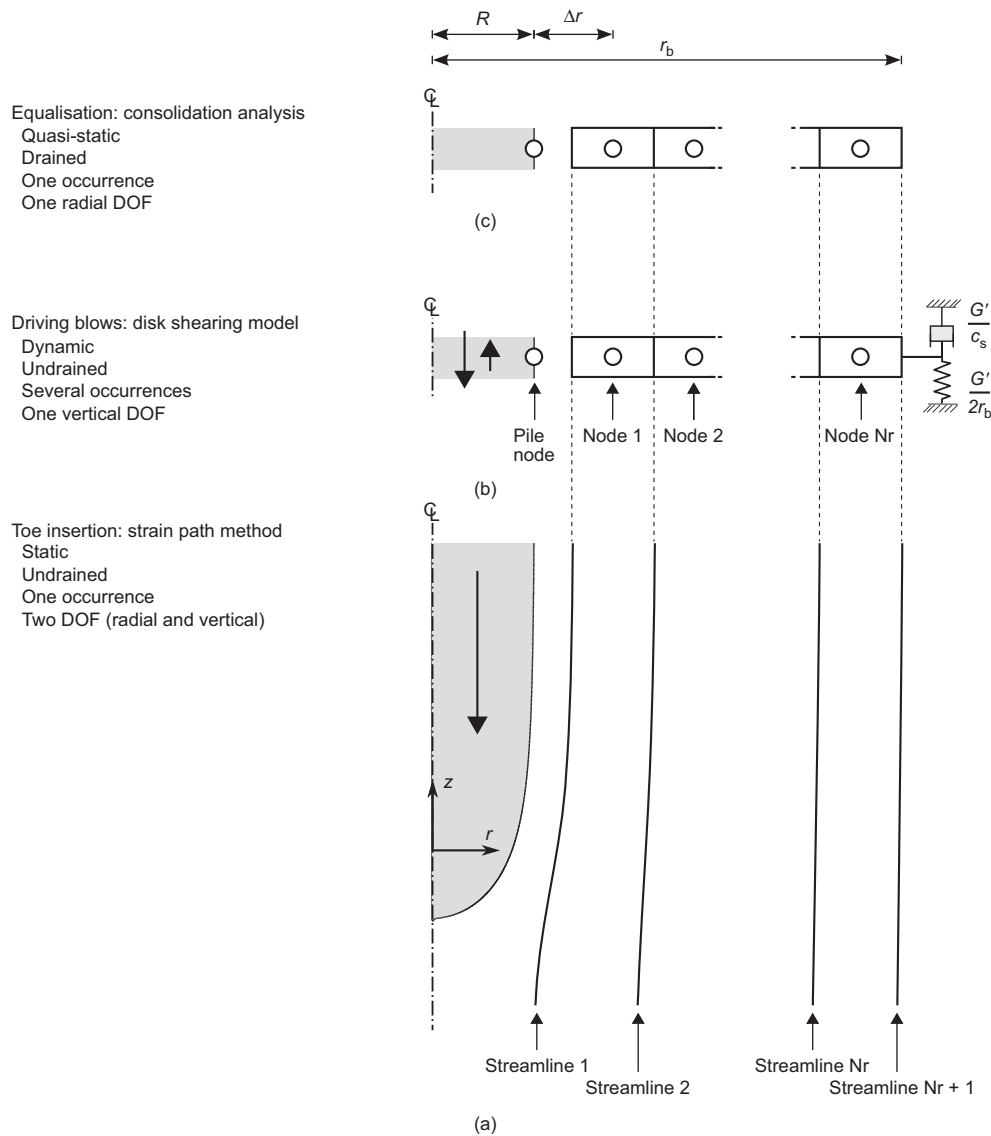 R
Δr
r_b
℄
Equalisation: consolidation analysis
Quasi-static
Drained
One occurrence
One radial DOF
(c)
℄
Driving blows: disk shearing model
Dynamic
Undrained
Several occurrences
One vertical DOF
G′
c_s
G′
2r_b
Pile
node
Node 1
Node 2
Node Nr
(b)
℄
Toe insertion: strain path method
Static
Undrained
One occurrence
Two DOF (radial and vertical)
z
r
Streamline 1
Streamline 2
Streamline Nr
Streamline Nr + 1
(a)